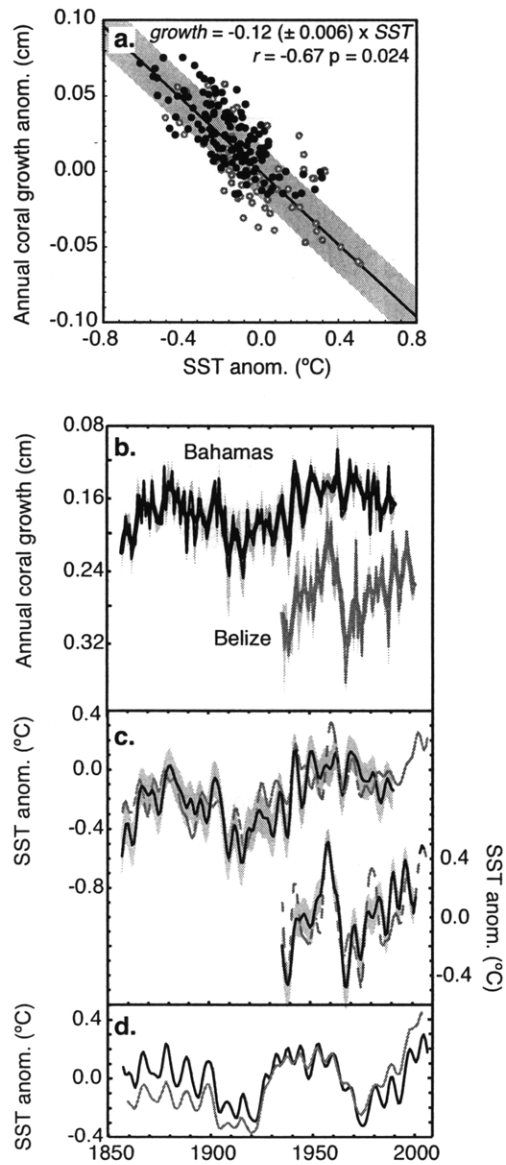 a.
growth = -0.12 (± 0.006) x SST
r = -0.67 p = 0.024
Annual coral growth anom. (cm)
0.10
0.05
0.00
-0.05
-0.10
-0.8 -0.4 0.0 0.4 0.8
SST anom. (ºC)
b.
Bahamas
Belize
Annual coral growth (cm)
0.08
0.16
0.24
0.32
c.
SST anom. (ºC)
0.4
0.0
-0.4
-0.8
0.4
0.0
-0.4
SST anom. (ºC)
d.
SST anom. (ºC)
0.4
0.0
-0.4
1850 1900 1950 2000